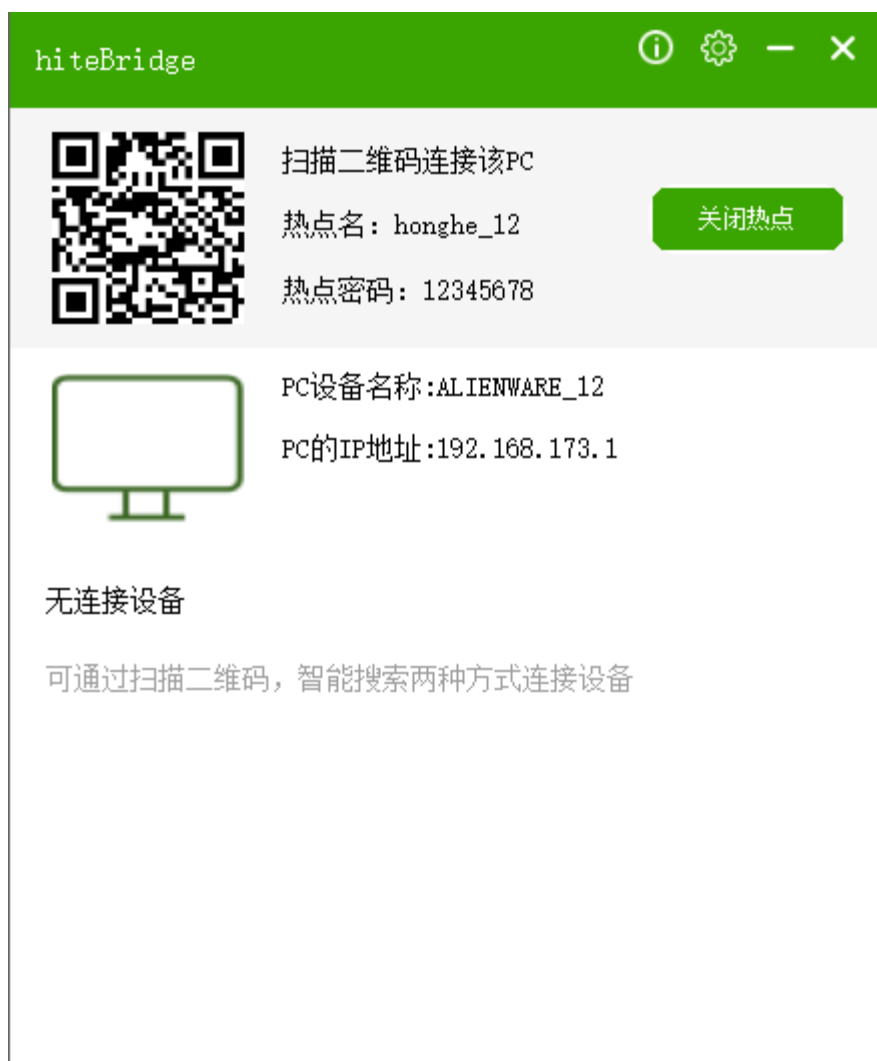 hiteBridge
扫描二维码连接该PC
热点名：honghe_12
关闭热点
热点密码：12345678
PC设备名称:ALIENWARE_12
PC的IP地址:192.168.173.1
无连接设备
可通过扫描二维码，智能搜索两种方式连接设备